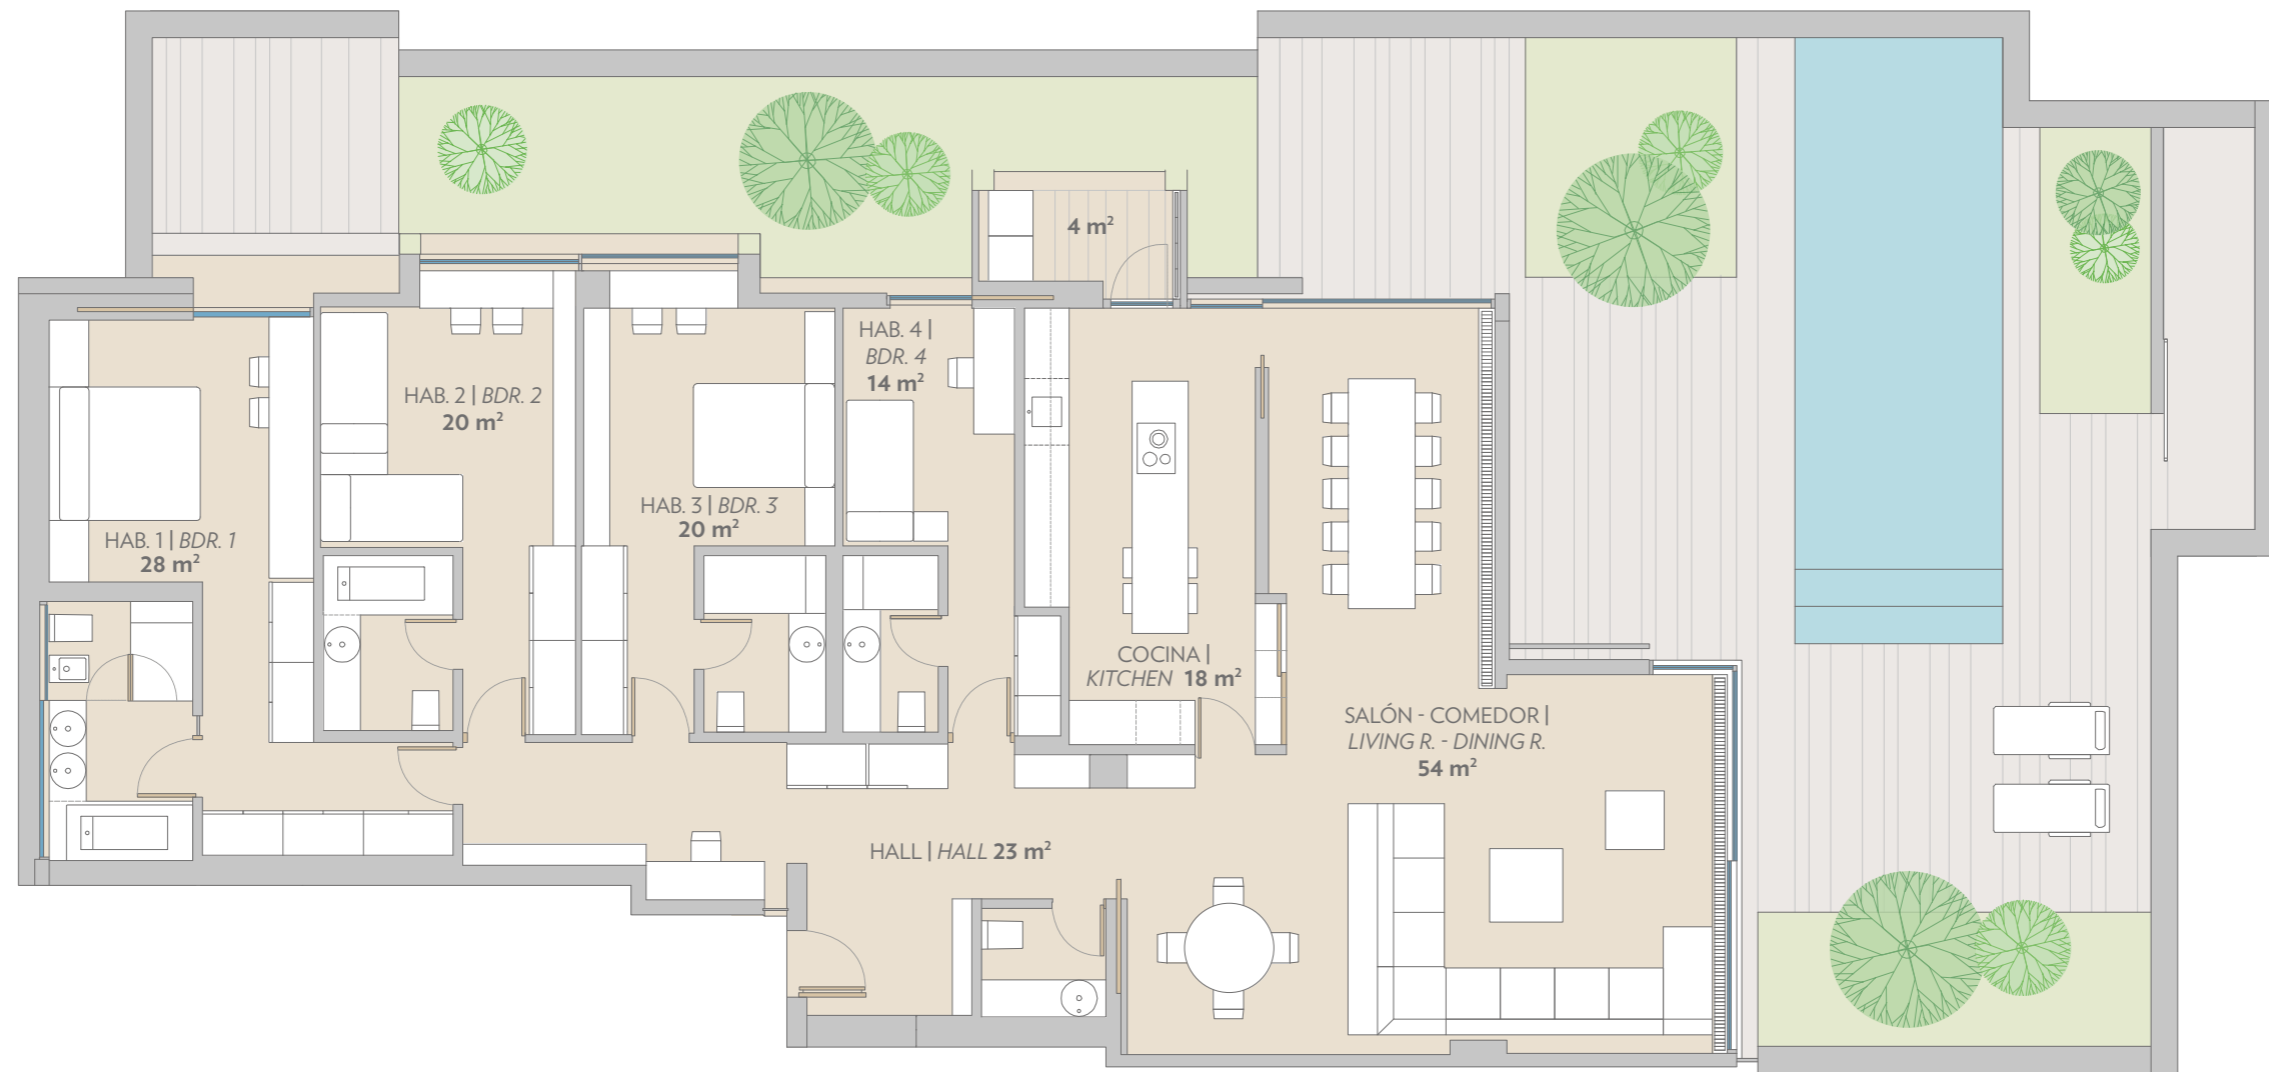 4 m²
HAB. 4 |
BDR. 4
14 m²
HAB. 2 | BDR. 2
20 m²
HAB. 3 | BDR. 3
20 m²
HAB. 1 | BDR. 1
28 m²
COCINA |
KITCHEN 18 m²
SALÓN - COMEDOR |
LIVING R. - DINING R.
54 m²
HALL | HALL 23 m²